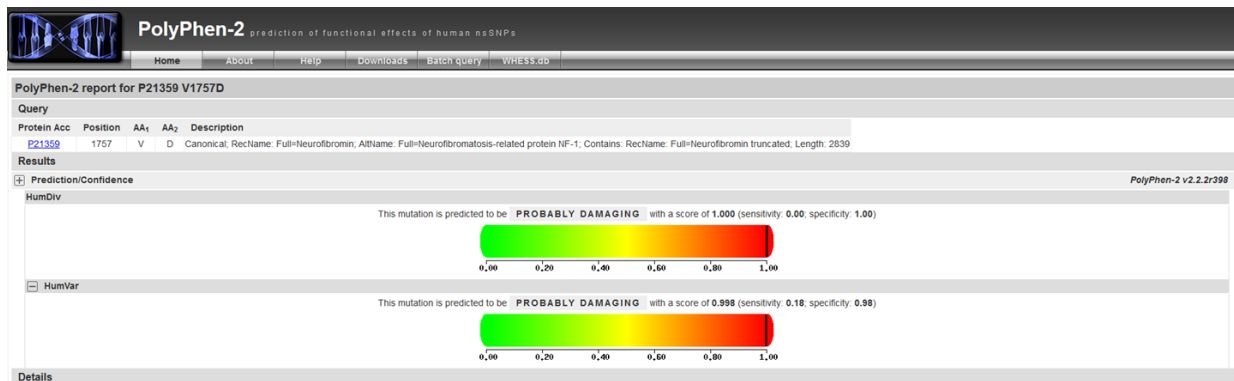 PolyPhen-2 prediction of functional effects of human nsSNPs
Home About Help Downloads Batch query WHESS.db
PolyPhen-2 report for P21359 V1757D
Query
Protein Acc Position AA₁ AA₂ Description
P21359 1757 V D Canonical; RecName: Full=Neurofibromin; AltName: Full=Neurofibromatosis-related protein NF-1; Contains: RecName: Full=Neurofibromin truncated; Length: 2839
Results
+ Prediction/Confidence PolyPhen-2 v2.2.2r398
HumDiv
This mutation is predicted to be PROBABLY DAMAGING with a score of 1.000 (sensitivity: 0.00; specificity: 1.00)
0,00 0,20 0,40 0,60 0,80 1,00
HumVar
This mutation is predicted to be PROBABLY DAMAGING with a score of 0.998 (sensitivity: 0.18; specificity: 0.98)
0,00 0,20 0,40 0,60 0,80 1,00
Details